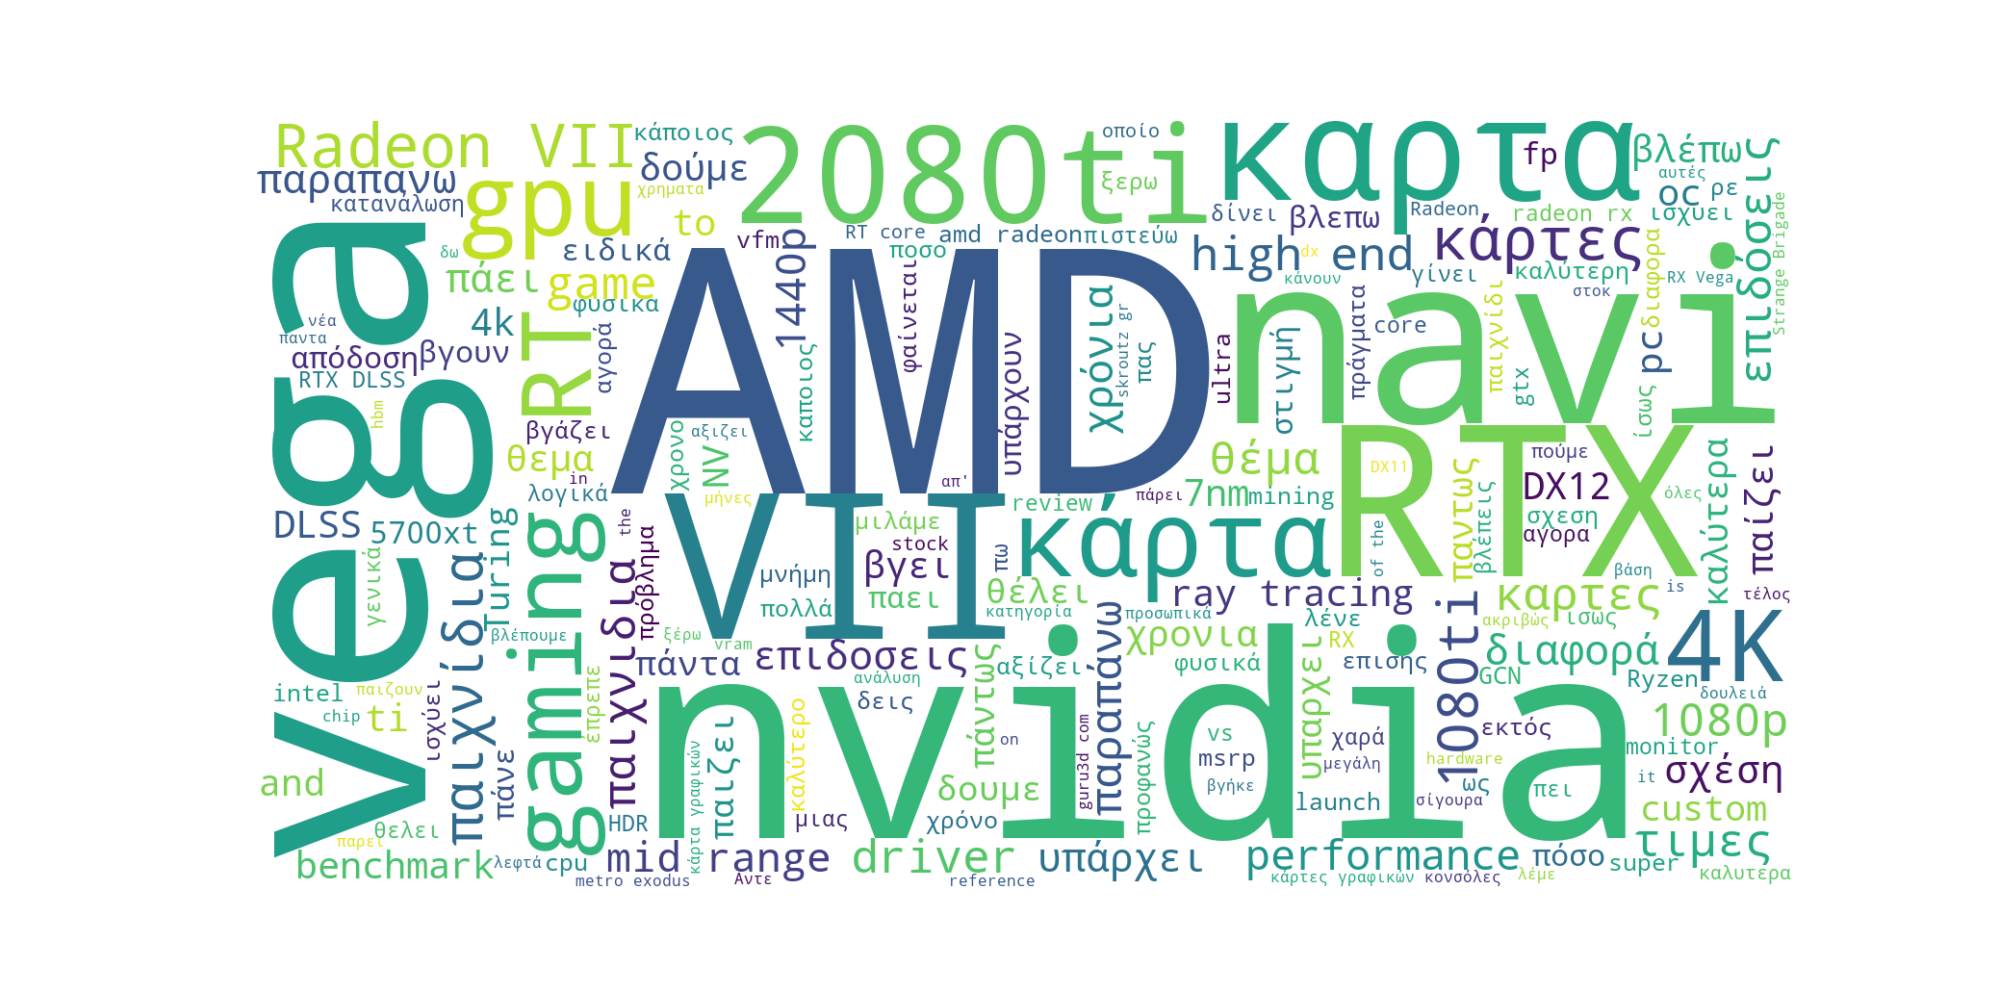 Radeon VII
κάποιος
2080ti
οποίο
καρτα
fp
βλέπω
παραπανω
gpu
δούμε
χρηματα
ξερω
αυτές
επιδόσεις
κατανάλωση
to
δίνει
βλεπω
Radeon
radeon rx
oc
ρε
ισχύει
vega
δω
ειδικά
vfm
1440p
RT core
amd radeon
πιστεύω
ποσο
high end
dx
κάρτες
διαφορα
Strange Brigade
πάει
game
φυσικα
AMD
φαίνεται
χρόνια
skroutz gr
κάνουν
γίνει
καλύτερη
στοκ
RX Vega
navi
νέα
παντα
4k
RT
αγορά
καποιος
υπάρχουν
πας
ultra
στιγμή
πράγματα
core
παιχνίδι
gtx
pc
ίσως
απόδοση
βγουν
RTX DLSS
hbm
βγάζει
χρονο
αξιζει
NV
θεμα
in
λογικά
μήνες
απ'
review
πάρει
θέμα
7nm
mining
DX11
RTX
παντως
βλέπεις
πούμε
DX12
σχεση
αγορα
όλες
καλύτερα
παίζει
DLSS
5700xt
Turing
gaming
the
παιχνιδια
πρόβλημα
VII
μιλάμε
stock
βγει
παει
πω
κάρτα
of the
βάση
is
τέλος
γενικά
παιχνίδια
μνήμη
πολλά
θέλει
κατηγορία
ray tracing
καρτες
ακριβώς
ισως
βλέπουμε
ξέρω
vram
πάντα
επιδοσεις
παραπάνω
προσωπικά
χρονια
λένε
RX
1080ti
διαφορά
4K
intel
παιζουν
chip
ti
ισχύει
έπρεπε
nvidia
ανάλυση
δεις
πάντως
αξίζει
φυσικά
υπαρχει
επισης
GCN
Ryzen
δουλειά
1080p
and
πάνε
κάρτα γραφικών
παιζει
καλύτερο
on
guru3d com
προφανώς
vs
msrp
βγήκε
χαρά
μεγάλη
hardware
εκτός
monitor
it
σχέση
θελει
παρει
HDR
μιας
δουμε
χρόνο
launch
σίγουρα
ως
πει
custom
benchmark
λεφτά
cpu
mid range
driver
υπάρχει
performance
πόσο
super
τιμες
metro exodus
Αντε
reference
κάρτες γραφικών
κονσόλες
λέμε
καλυτερα